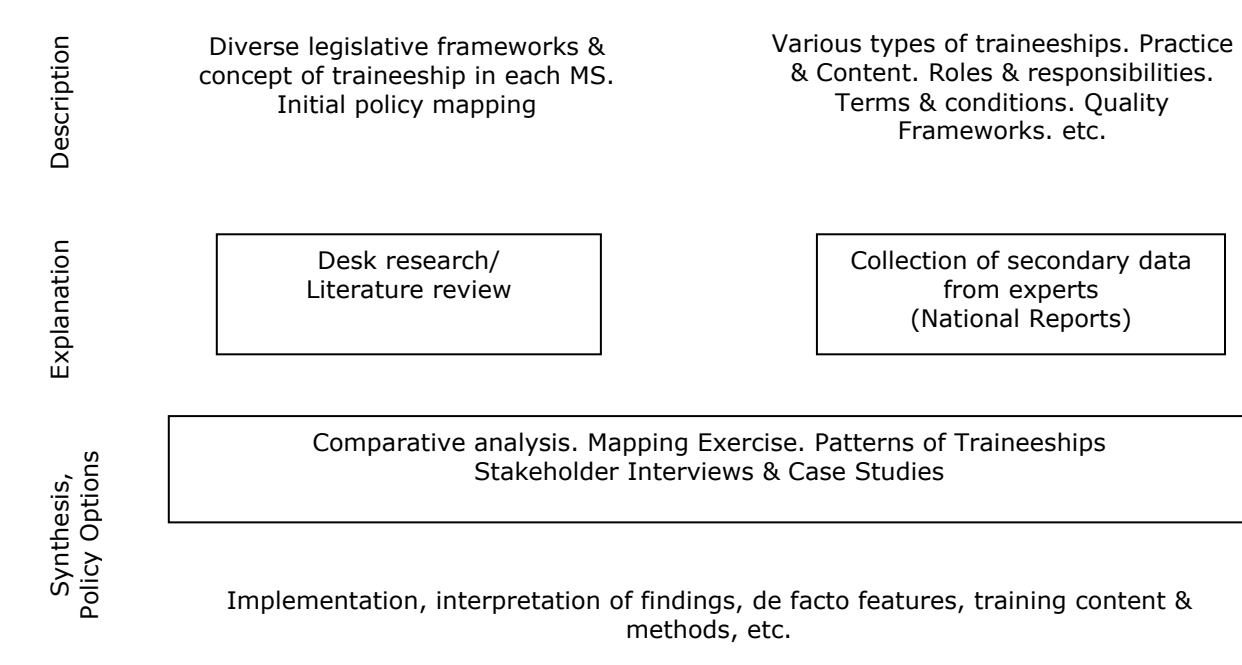 Description
Diverse legislative frameworks &
concept of traineeship in each MS.
Initial policy mapping
Various types of traineeships. Practice
& Content. Roles & responsibilities.
Terms & conditions. Quality
Frameworks. etc.
Explanation
Desk research/
Literature review
Collection of secondary data
from experts
(National Reports)
Synthesis,
Policy Options
Comparative analysis. Mapping Exercise. Patterns of Traineeships
Stakeholder Interviews & Case Studies
Implementation, interpretation of findings, de facto features, training content &
methods, etc.